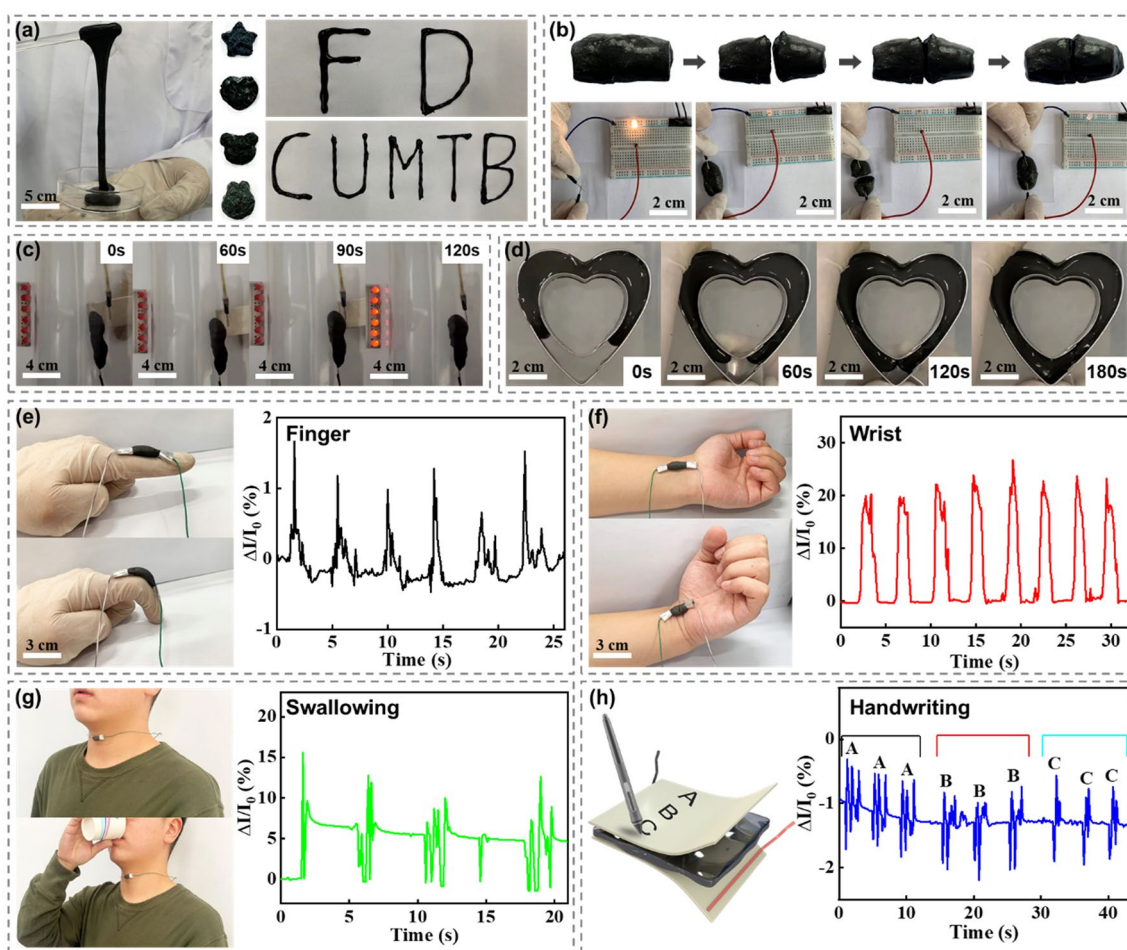 (a)
5 cm
F D
CUMTB
(b)
2 cm
2 cm
2 cm
2 cm
(c)
0s
60s
90s
120s
4 cm
4 cm
4 cm
4 cm
(d)
2 cm
2 cm
2 cm
2 cm
0s
60s
120s
180s
(e)
3 cm
Finger
ΔI/I₀ (%)
2
1
0
-1
0 5 10 15 20 25
Time (s)
(f)
3 cm
Wrist
ΔI/I₀ (%)
30
20
10
0
0 5 10 15 20 25 30
Time (s)
(g)
Swallowing
ΔI/I₀ (%)
20
15
10
5
0
0 5 10 15 20
Time (s)
(h)
A
B
C
Handwriting
ΔI/I₀ (%)
0
-1
-2
A A A B B B C C C
0 10 20 30 40
Time (s)